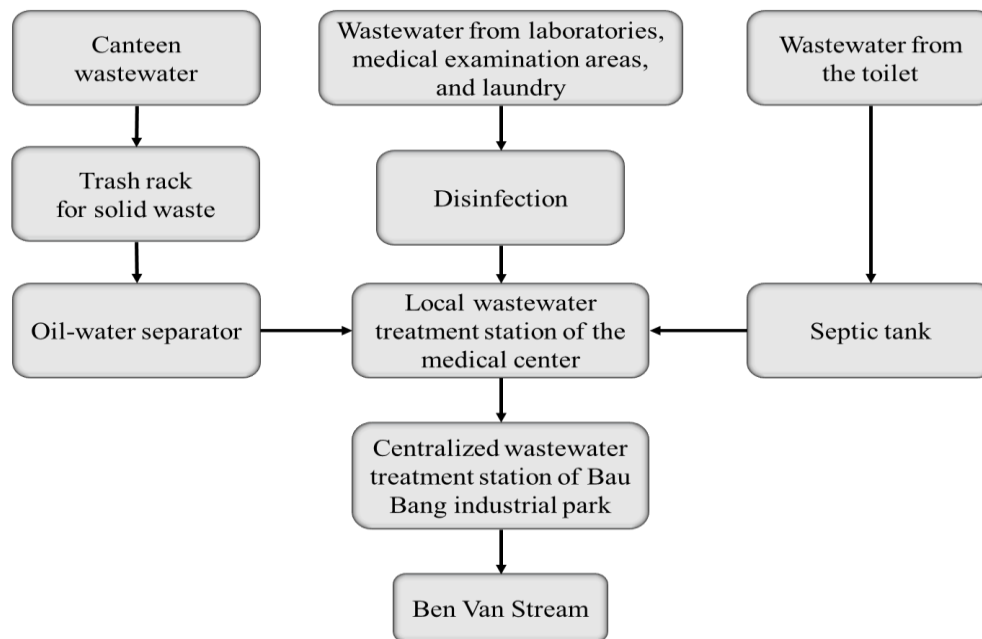 Canteen
wastewater
Wastewater from laboratories,
medical examination areas,
and laundry
Wastewater from
the toilet
Trash rack
for solid waste
Disinfection
Oil-water separator
Local wastewater
treatment station of the
medical center
Septic tank
Centralized wastewater
treatment station of Bau
Bang industrial park
Ben Van Stream